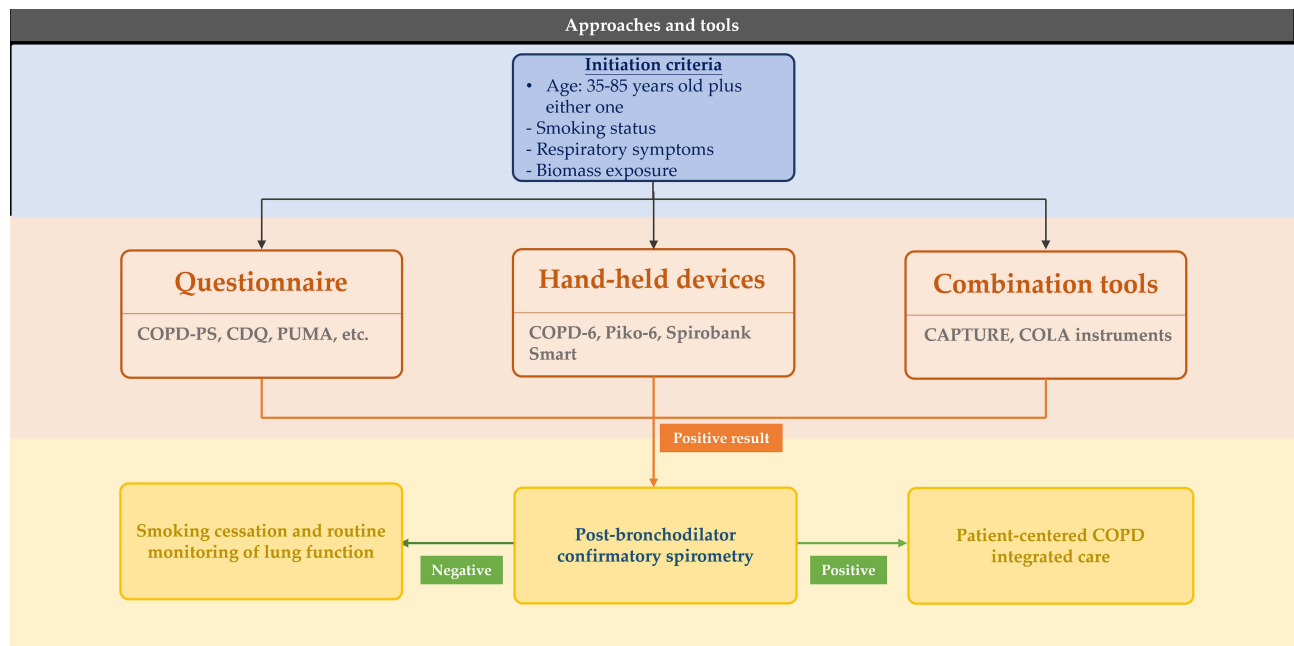 Approaches and tools
Initiation criteria
• Age: 35-85 years old plus
either one
- Smoking status
- Respiratory symptoms
- Biomass exposure
Questionnaire
COPD-PS, CDQ, PUMA, etc.
Hand-held devices
COPD-6, Piko-6, Spirobank
Smart
Combination tools
CAPTURE, COLA instruments
Positive result
Smoking cessation and routine
monitoring of lung function
Negative
Post-bronchodilator
confirmatory spirometry
Positive
Patient-centered COPD
integrated care